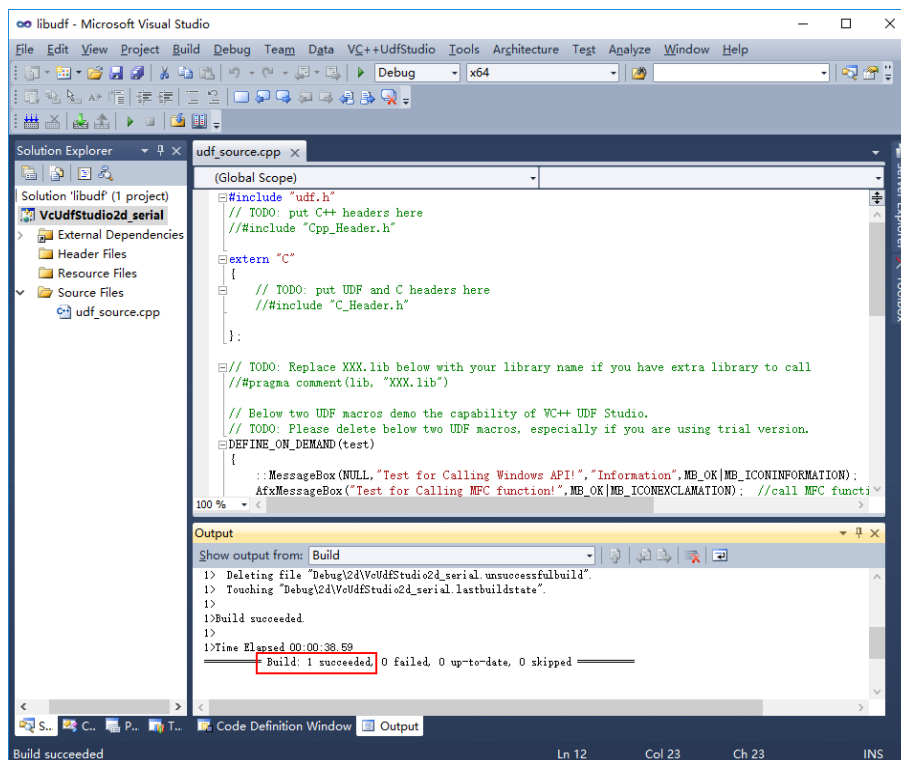 libudf - Microsoft Visual Studio
File Edit View Project Build Debug Team Data VC++UdfStudio Tools Architecture Test Analyze Window Help
Debug x64
Solution Explorer
udf_source.cpp
(Global Scope)
Solution 'libudf' (1 project)
VcUdfStudio2d_serial
External Dependencies
Header Files
Resource Files
Source Files
udf_source.cpp
#include "udf.h"
// TODO: put C++ headers here
//#include "Cpp_Header.h"
extern "C"
{
// TODO: put UDF and C headers here
//#include "C_Header.h"
};
// TODO: Replace XXX.lib below with your library name if you have extra library to call
//#pragma comment(lib, "XXX.lib")
// Below two UDF macros demo the capability of VC++ UDF Studio.
// TODO: Please delete below two UDF macros, especially if you are using trial version.
DEFINE_ON_DEMAND(test)
{
::MessageBox(NULL,"Test for Calling Windows API!","Information",MB_OK|MB_ICONINFORMATION);
AfxMessageBox("Test for Calling MFC function!",MB_OK|MB_ICONEXCLAMATION); //call MFC functi
100 %
Server Explorer
Toolbox
Output
Show output from: Build
1> Deleting file "Debug\2d\VcUdfStudio2d_serial.unsuccessfulbuild".
1> Touching "Debug\2d\VcUdfStudio2d_serial.lastbuildstate".
1>
1>Build succeeded.
1>
1>Time Elapsed 00:00:38.59
========== Build: 1 succeeded, 0 failed, 0 up-to-date, 0 skipped ==========
S... C... P... T...
Code Definition Window Output
Build succeeded Ln 12 Col 23 Ch 23 INS